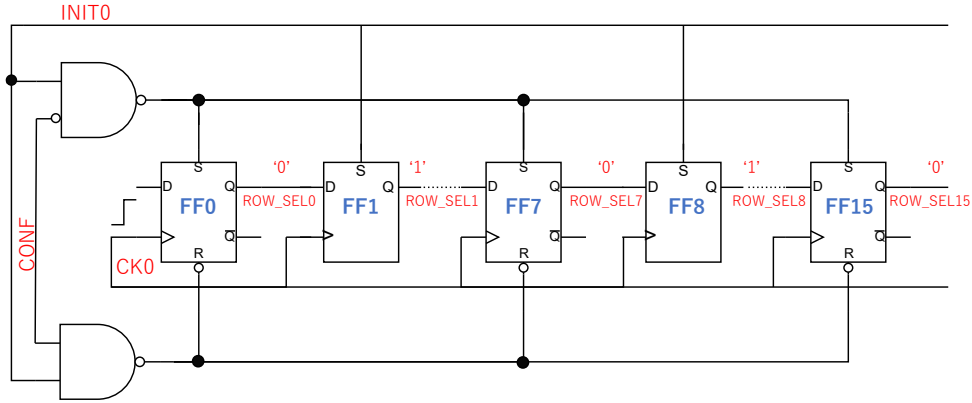 INIT0
S S S S S
'0' '1' '0' '1' '0'
D Q D Q D Q D Q D Q
ROW_SEL0 ROW_SEL1 ROW_SEL7 ROW_SEL8 ROW_SEL15
FF0 FF1 FF7 FF8 FF15
Q Q Q
CONF
R R R
CK0